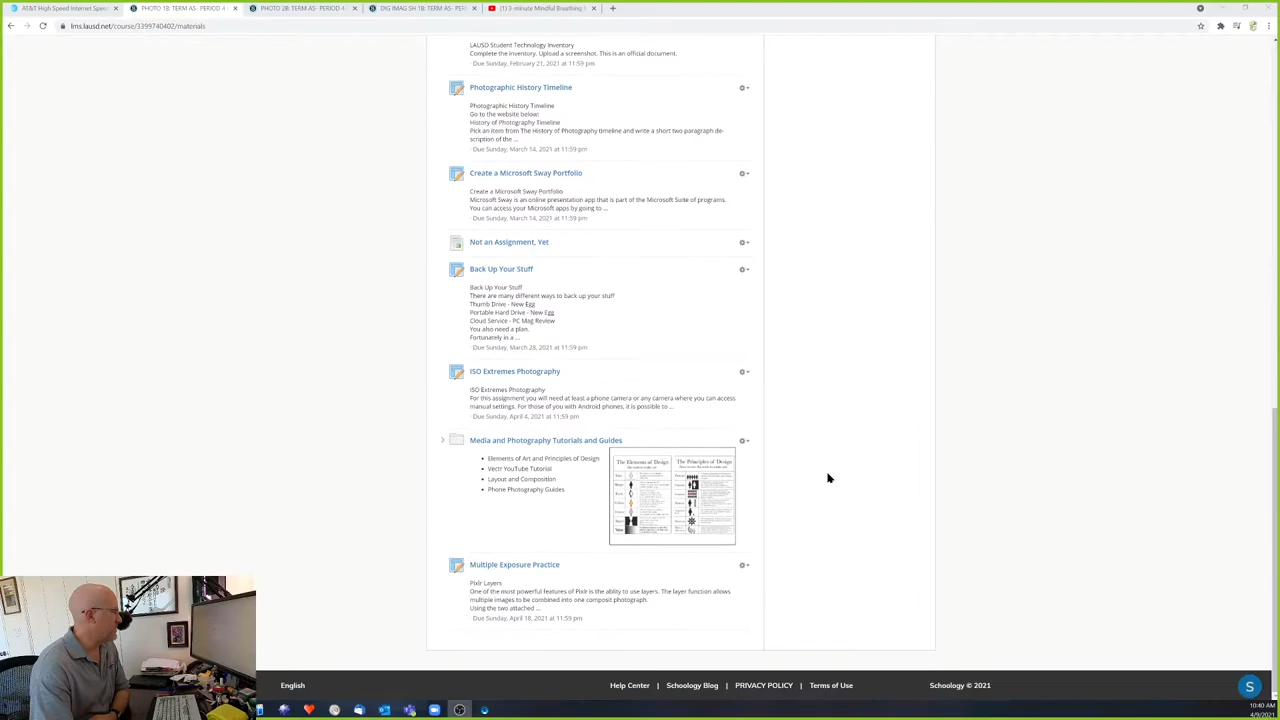 AT&T High Speed Internet Speed
PHOTO 1B: TERM AS- PERIOD 4
PHOTO 2B: TERM AS- PERIOD 4
DIG IMAG SH 1B: TERM AS- PERI
(1) 3-minute Mindful Breathing
lms.lausd.net/course/3399740402/materials
LAUSD Student Technology Inventory
Complete the inventory. Upload a screenshot. This is an official document.
· Due Sunday, February 21, 2021 at 11:59 pm
Photographic History Timeline
Photographic History Timeline
Go to the website below:
History of Photography Timeline
Pick an item from The History of Photography timeline and write a short two paragraph de-
scription of the ...
· Due Sunday, March 14, 2021 at 11:59 pm
Create a Microsoft Sway Portfolio
Create a Microsoft Sway Portfolio
Microsoft Sway is an online presentation app that is part of the Microsoft Suite of programs.
You can access your Microsoft apps by going to ...
· Due Sunday, March 14, 2021 at 11:59 pm
Not an Assignment, Yet
Back Up Your Stuff
Back Up Your Stuff
There are many different ways to back up your stuff
Thumb Drive - New Egg
Portable Hard Drive - New Egg
Cloud Service - PC Mag Review
You also need a plan.
Fortunately in a ...
· Due Sunday, March 28, 2021 at 11:59 pm
ISO Extremes Photography
ISO Extremes Photography
For this assignment you will need at least a phone camera or any camera where you can access
manual settings. For those of you with Android phones, it is possible to ...
· Due Sunday, April 4, 2021 at 11:59 pm
Media and Photography Tutorials and Guides
• Elements of Art and Principles of Design
• Vectr YouTube Tutorial
• Layout and Composition
• Phone Photography Guides
The Elements of Design
The Principles of Design
Multiple Exposure Practice
Pixlr Layers
One of the most powerful features of Pixlr is the ablity to use layers. The layer function allows
multiple images to be combined into one composit photograph.
Using the two attached ...
· Due Sunday, April 18, 2021 at 11:59 pm
English
Help Center | Schoology Blog | PRIVACY POLICY | Terms of Use
Schoology © 2021
S
10:40 AM
4/9/2021